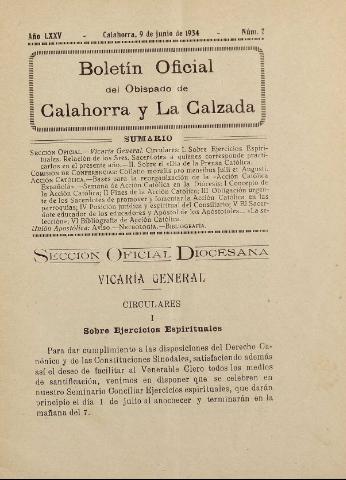 Año LXXV - Calahorra, 9 de junio de 1934 - Núm. 7
Boletín Oficial
del Obispado de
Calahorra y La Calzada
SUMARIO
SECCIÓN OFICIAL.—Vicaría General. Circulares: I. Sobre Ejercicios Espiri-
tuales. Relación de los Sres. Sacerdotes a quienes corresponde practi-
carlos en el presente año.—II. Sobre el «Día de la Prensa Católica.
COMISIÓN DE CONFERENCIAS: Collatio moralis pro mensibus Julii et Augusti.
ACCIÓN CATÓLICA.—Bases para la reorganización de la «Acción Católica
Española».—Semana de Acción Católica en la Diócesis: I Concepto de
la Acción Católica; II Fines de la Acción Católica; III Obligación urgen-
te de los Sacerdotes de promover y fomentar la Acción Católica en las
parroquias; IV Posición jurídica y espiritual del Consiliario; V El Sacer-
dote educador de los educadores y Apóstol de los Apóstoles.—«La se-
lección».—VI Bibliografía de Acción Católica.
Unión Apostólica: Aviso.—NECROLOGÍA.—BIBLIOGRAFÍA.
SECCIÓN OFICIAL DIOCESANA
VICARÍA GENERAL
CIRCULARES
I
Sobre Ejercicios Espirituales
Para dar cumplimiento a las disposiciones del Derecho Ca-
nónico y de las Constituciones Sinodales, satisfaciendo además
así el deseo de facilitar al Venerable Clero todos los medios
de santificación, venimos en disponer que se celebren en
nuestro Seminario Conciliar Ejercicios espirituales, que darán
principio el día 1 de julio al anochecer y terminarán en la
mañana del 7.